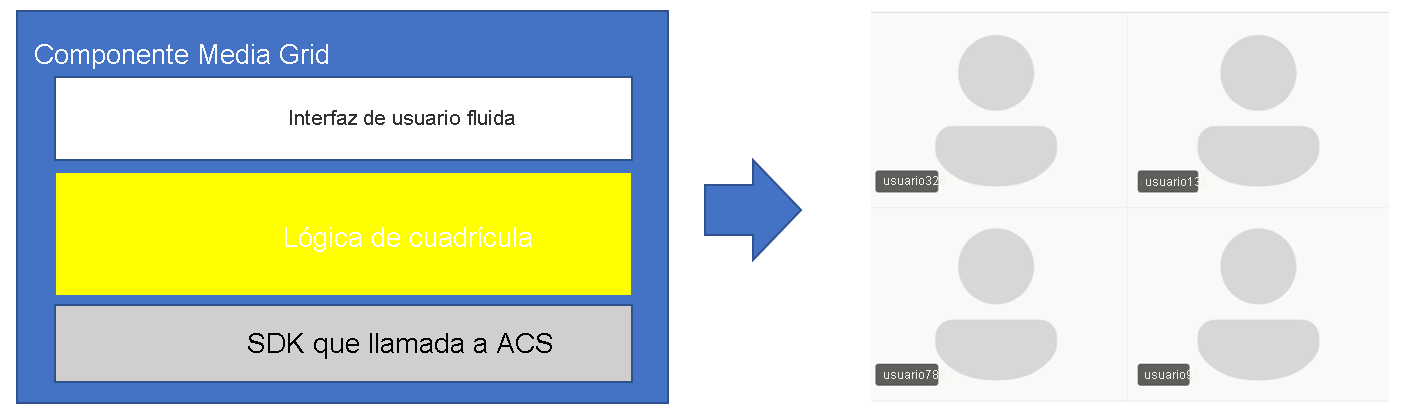 Componente Media Grid
Interfaz de usuario fluida
Lógica de cuadrícula
SDK que llamada a ACS
usuario32
usuario13
usuario78
usuario9